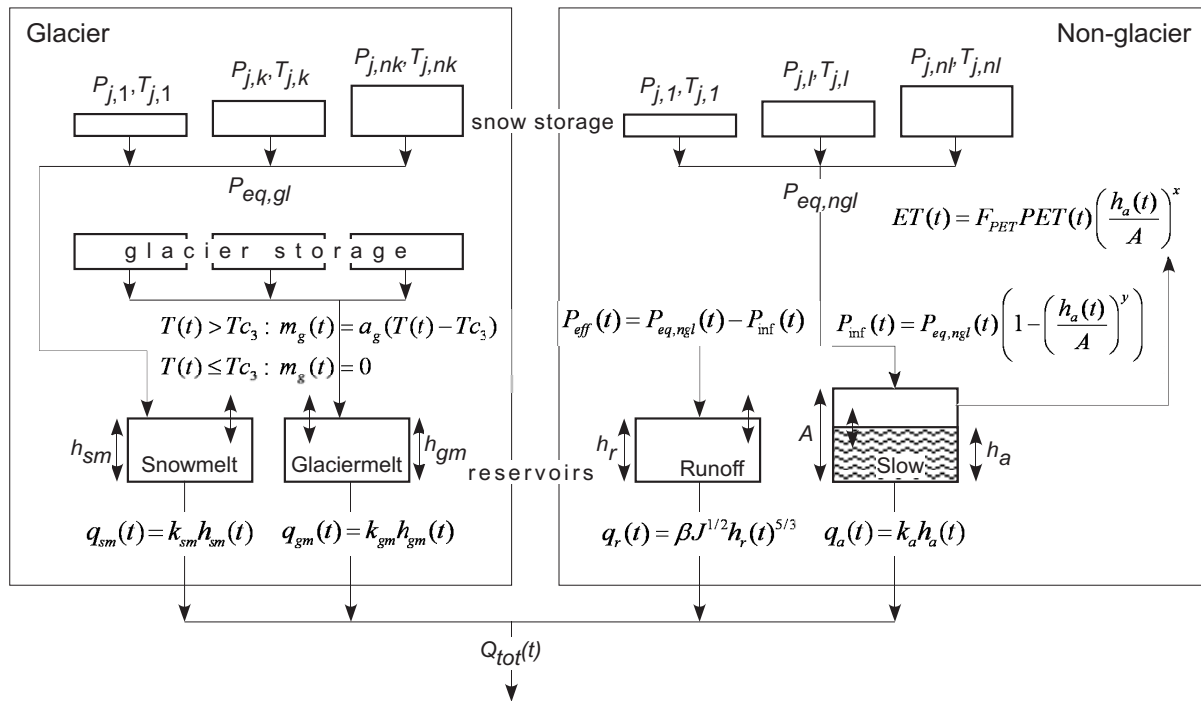 Glacier
Non-glacier
P_{j,1}, T_{j,1}
P_{j,k}, T_{j,k}
P_{j,nk}, T_{j,nk}
snow storage
P_{j,1}, T_{j,1}
P_{j,l}, T_{j,l}
P_{j,nl}, T_{j,nl}
P_{eq,gl}
P_{eq,ngl}
ET(t) = F_{PET} PET(t) (h_a(t)/A)^x
glacier storage
T(t) > Tc_3 : m_g(t) = a_g(T(t) − Tc_3)
T(t) ≤ Tc_3 : m_g(t) = 0
P_{eff}(t) = P_{eq,ngl}(t) − P_{inf}(t)
P_{inf}(t) = P_{eq,ngl}(t) (1 − (h_a(t)/A)^y)
h_{sm}
Snowmelt
Glaciermelt
h_{gm}
reservoirs
h_r
Runoff
A
Slow
h_a
q_{sm}(t) = k_{sm} h_{sm}(t)
q_{gm}(t) = k_{gm} h_{gm}(t)
q_r(t) = βJ^{1/2} h_r(t)^{5/3}
q_a(t) = k_a h_a(t)
Q_{tot}(t)